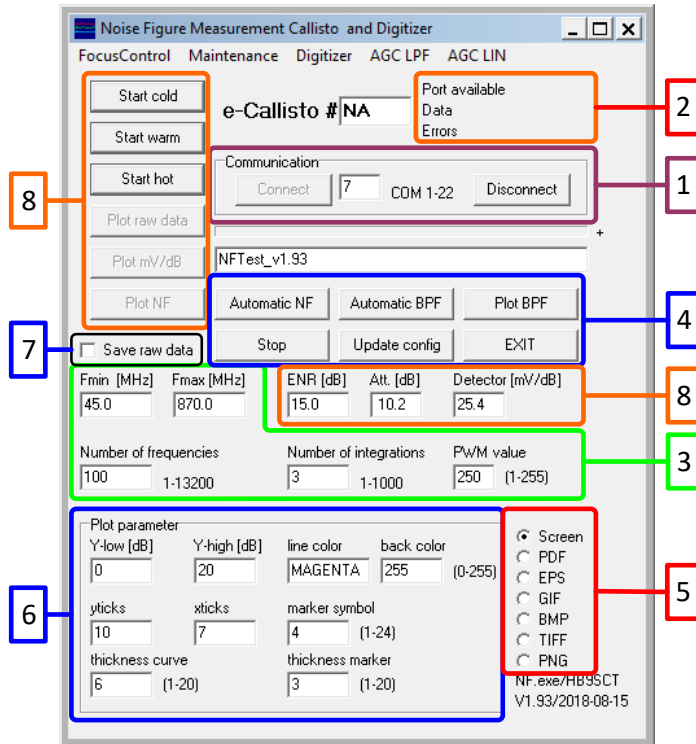 Noise Figure Measurement Callisto and Digitizer
FocusControl Maintenance Digitizer AGC LPF AGC LIN
Start cold
Start warm
Start hot
Plot raw data
Plot mV/dB
Plot NF
8
e-Callisto # NA
Port available
Data
Errors
2
Communication
Connect 7 COM 1-22 Disconnect
1
+
NFTest_v1.93
Automatic NF Automatic BPF Plot BPF
Stop Update config EXIT
4
7
Save raw data
Fmin [MHz] Fmax [MHz] ENR [dB] Att. [dB] Detector [mV/dB]
45.0 870.0 15.0 10.2 25.4
8
Number of frequencies Number of integrations PWM value
100 1-13200 3 1-1000 250 (1-255)
3
Plot parameter
Y-low [dB] Y-high [dB] line color back color
0 20 MAGENTA 255 (0-255)
yticks xticks marker symbol
10 7 4 (1-24)
thickness curve thickness marker
6 (1-20) 3 (1-20)
6
Screen
PDF
EPS
GIF
BMP
TIFF
PNG
5
NF.exe/HB9SCT
V1.93/2018-08-15